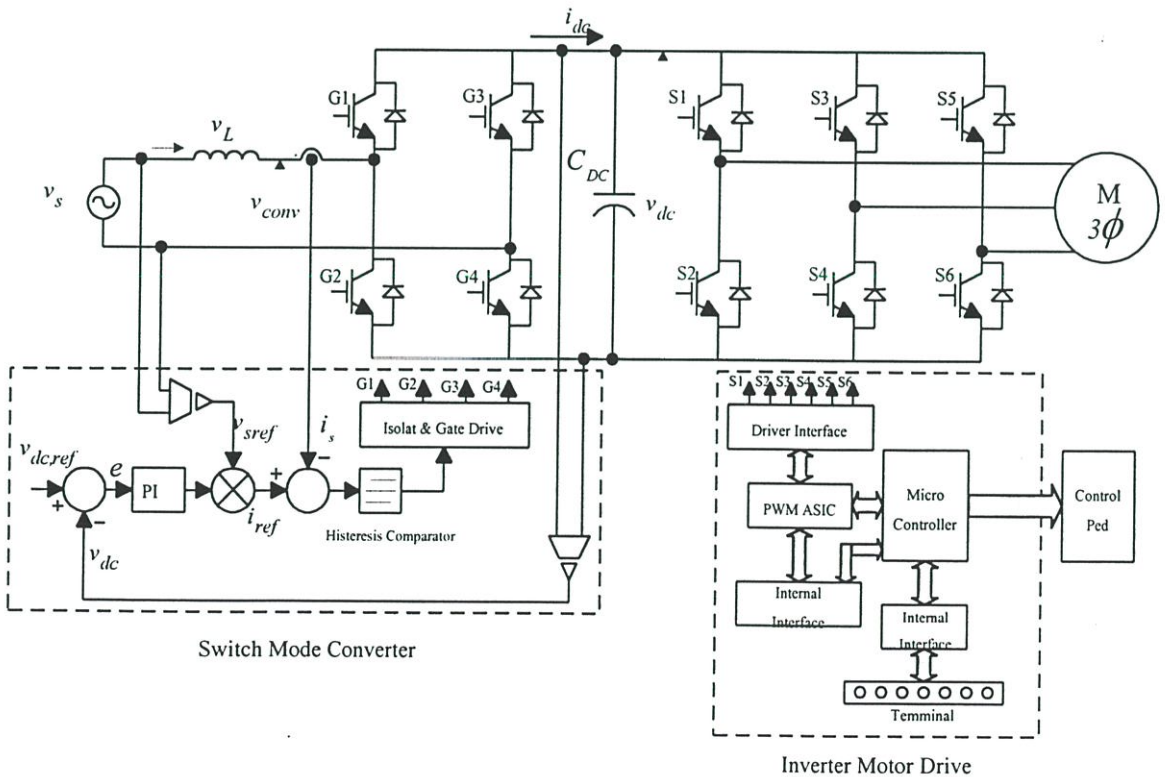 i_dc
G1
G3
S1
S3
S5
v_L
v_s
v_conv
C_DC
v_dc
M
3ϕ
G2
G4
S2
S4
S6
G1
G2
G3
G4
Isolat & Gate Drive
v_sref
i_s
v_dc,ref
e
PI
+
−
+
−
i_ref
Histeresis Comparator
v_dc
Switch Mode Converter
S1
S2
S3
S4
S5
S6
Driver Interface
PWM ASIC
Micro
Controller
Control
Ped
Internal
Interface
Internal
Interface
Temminal
Inverter Motor Drive